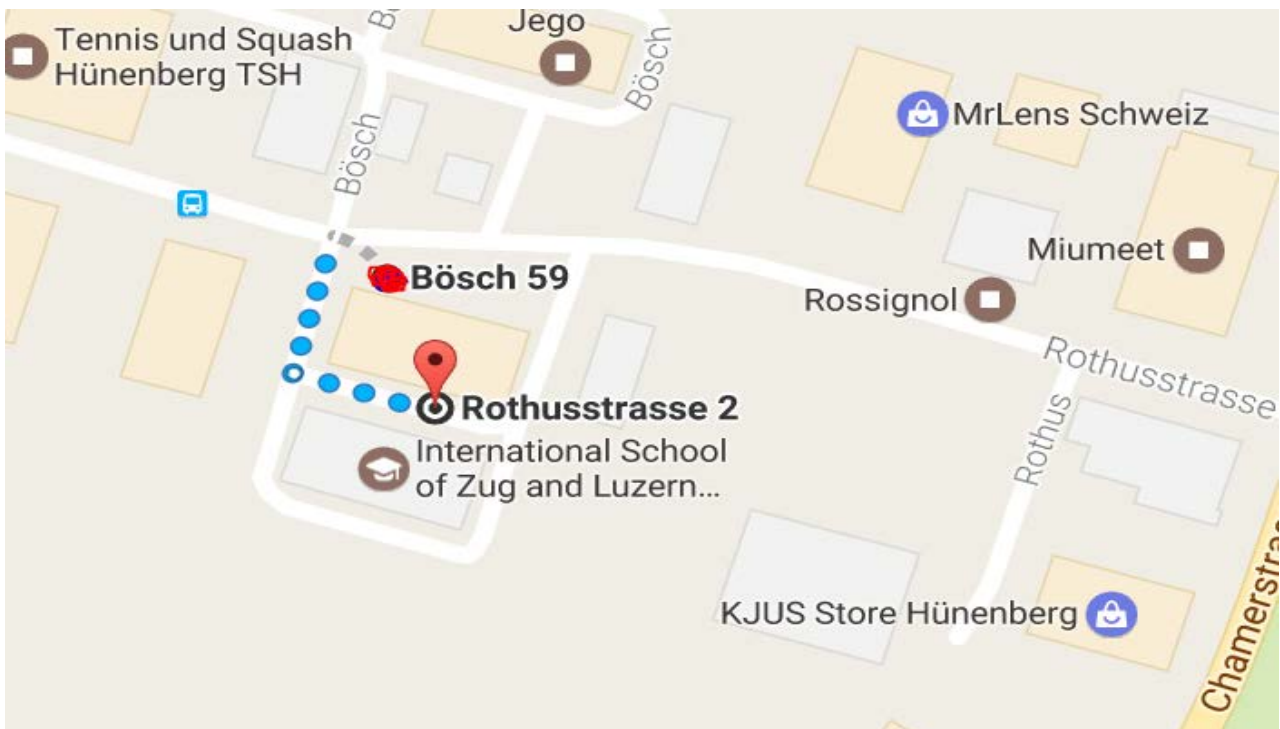 Bösch
Jego
Tennis und Squash
Hünenberg TSH
Bösch
MrLens Schweiz
Bösch
Miumeet
Bösch 59
Rossignol
Rothusstrasse
Rothusstrasse 2
Rothus
International School
of Zug and Luzern...
KJUS Store Hünenberg